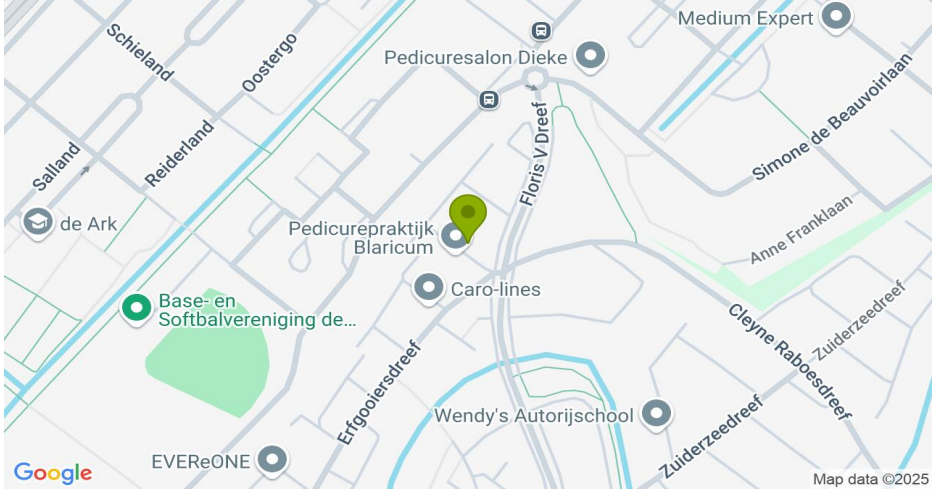 Medium Expert
Schieland
Oostergo
Pedicuresalon Dieke
Simone de Beauvoirlaan
Reiderland
Salland
Floris V Dreef
de Ark
Pedicurepraktijk
Blaricum
Anne Franklaan
Caro-lines
Base- en
Softbalvereniging de...
Zuiderzeedreef
Cleyne Raboesdreef
Erfgooiersdreef
Wendy's Autorijschool
Zuiderzeedreef
EVEReONE
Google
Map data ©2025